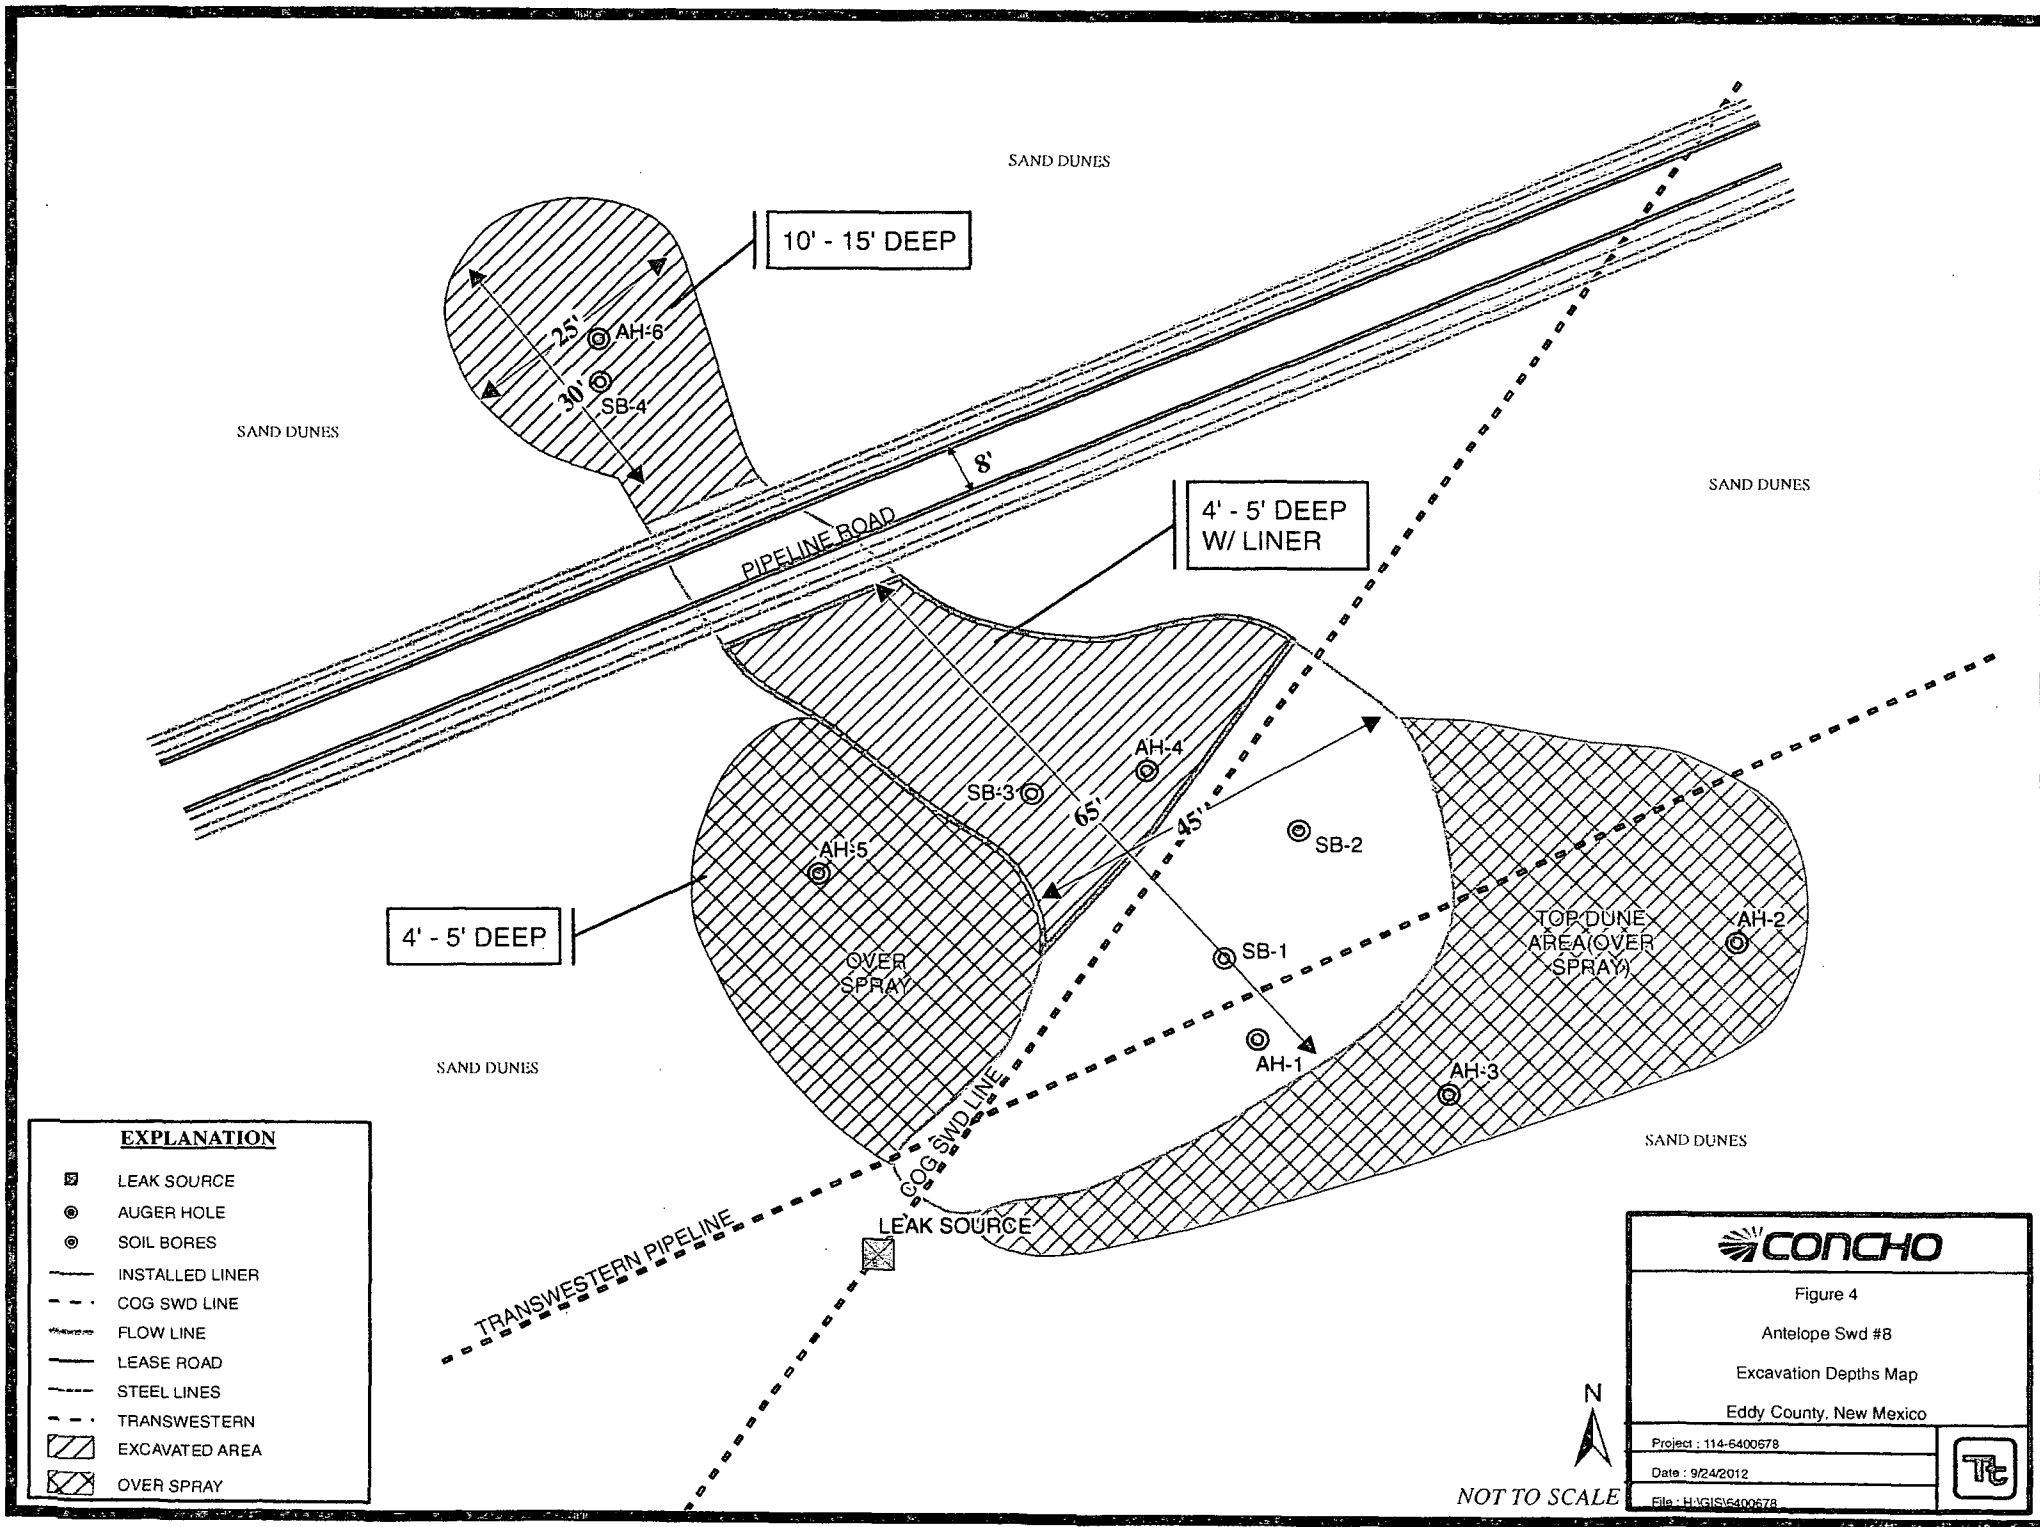 SAND DUNES
10' - 15' DEEP
25'
AH-6
30'
SB-4
SAND DUNES
8'
SAND DUNES
4' - 5' DEEP
W/ LINER
PIPELINE ROAD
AH-4
SB-3
65'
45'
SB-2
AH-5
4' - 5' DEEP
OVER
SPRAY
SB-1
TOP DUNE
AREA(OVER
SPRAY)
AH-2
AH-1
AH-3
SAND DUNES
SAND DUNES
COG SWD LINE
LEAK SOURCE
TRANSWESTERN PIPELINE
EXPLANATION
LEAK SOURCE
AUGER HOLE
SOIL BORES
INSTALLED LINER
COG SWD LINE
FLOW LINE
LEASE ROAD
STEEL LINES
TRANSWESTERN
EXCAVATED AREA
OVER SPRAY
N
NOT TO SCALE
CONCHO
Figure 4
Antelope Swd #8
Excavation Depths Map
Eddy County, New Mexico
Project : 114-6400678
Date : 9/24/2012
File : H:\GIS\6400678
Tt